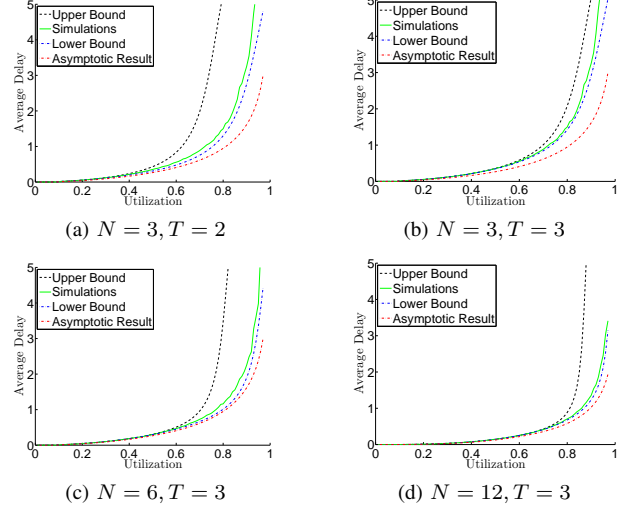 Average Delay
5
4
3
2
1
0
Upper Bound
Simulations
Lower Bound
Asymptotic Result
0 0.2 0.4 0.6 0.8 1
Utilization
(a) N = 3, T = 2
Average Delay
5
4
3
2
1
0
Upper Bound
Simulations
Lower Bound
Asymptotic Result
0 0.2 0.4 0.6 0.8 1
Utilization
(b) N = 3, T = 3
Average Delay
5
4
3
2
1
0
Upper Bound
Simulations
Lower Bound
Asymptotic Result
0 0.2 0.4 0.6 0.8 1
Utilization
(c) N = 6, T = 3
Average Delay
5
4
3
2
1
0
Upper Bound
Simulations
Lower Bound
Asymptotic Result
0 0.2 0.4 0.6 0.8 1
Utilization
(d) N = 12, T = 3